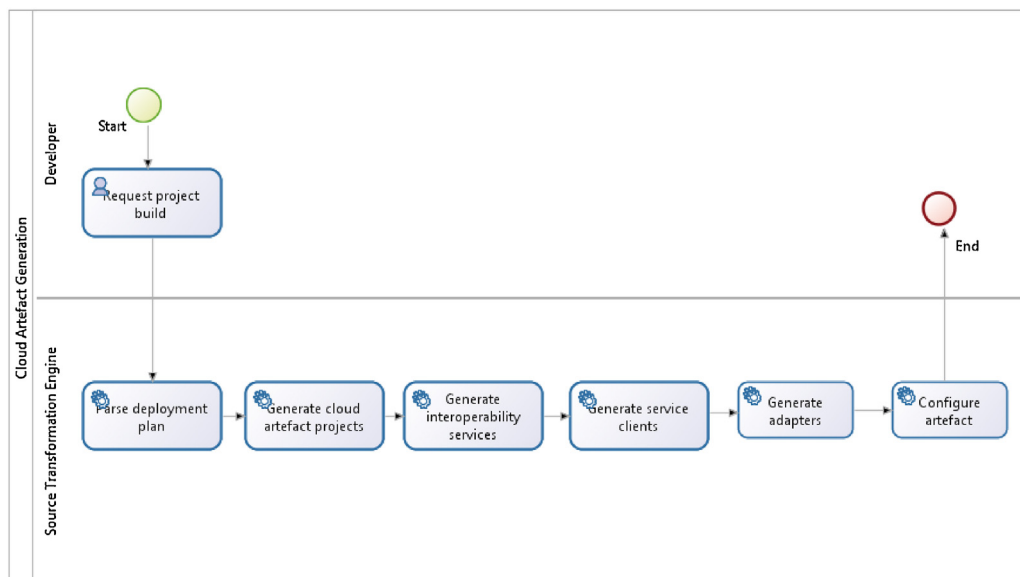 Cloud Artefact Generation
Developer
Start
Request project
build
End
Source Transformation Engine
Parse deployment
plan
Generate cloud
artefact projects
Generate
interoperability
services
Generate service
clients
Generate
adapters
Configure
artefact